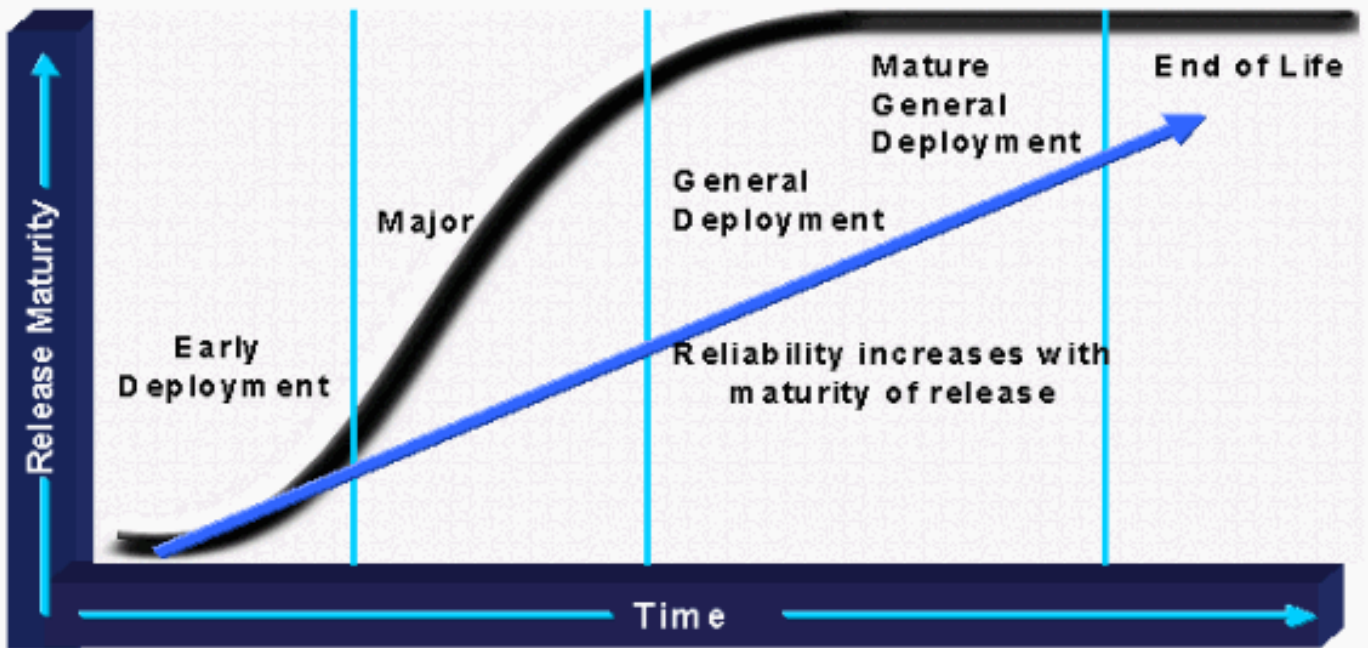 Release Maturity
Early
Deployment
Major
General
Deployment
Mature
General
Deployment
End of Life
Reliability increases with
maturity of release
Time